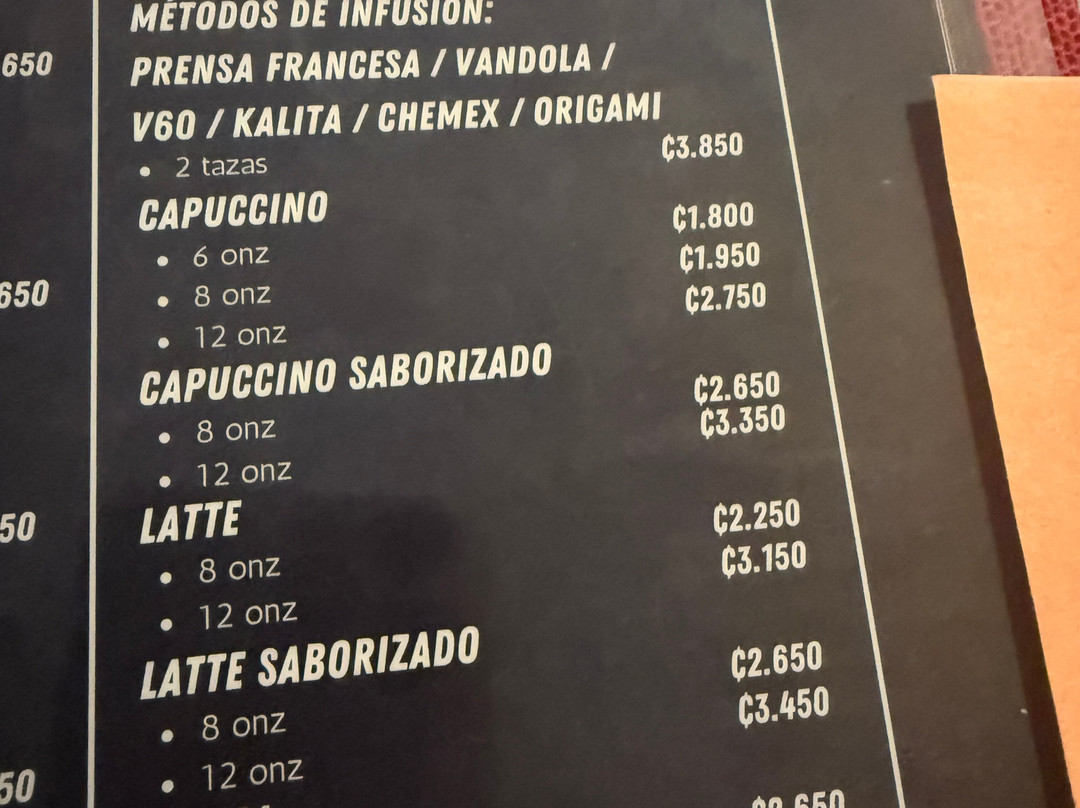 650
650
50
50
MÉTODOS DE INFUSIÓN:
PRENSA FRANCESA / VANDOLA /
V60 / KALITA / CHEMEX / ORIGAMI
• 2 tazas ₡3.850
CAPUCCINO
• 6 onz ₡1.800
• 8 onz ₡1.950
• 12 onz ₡2.750
CAPUCCINO SABORIZADO
• 8 onz ₡2.650
• 12 onz ₡3.350
LATTE
• 8 onz ₡2.250
• 12 onz ₡3.150
LATTE SABORIZADO
• 8 onz ₡2.650
• 12 onz ₡3.450
₡2.650